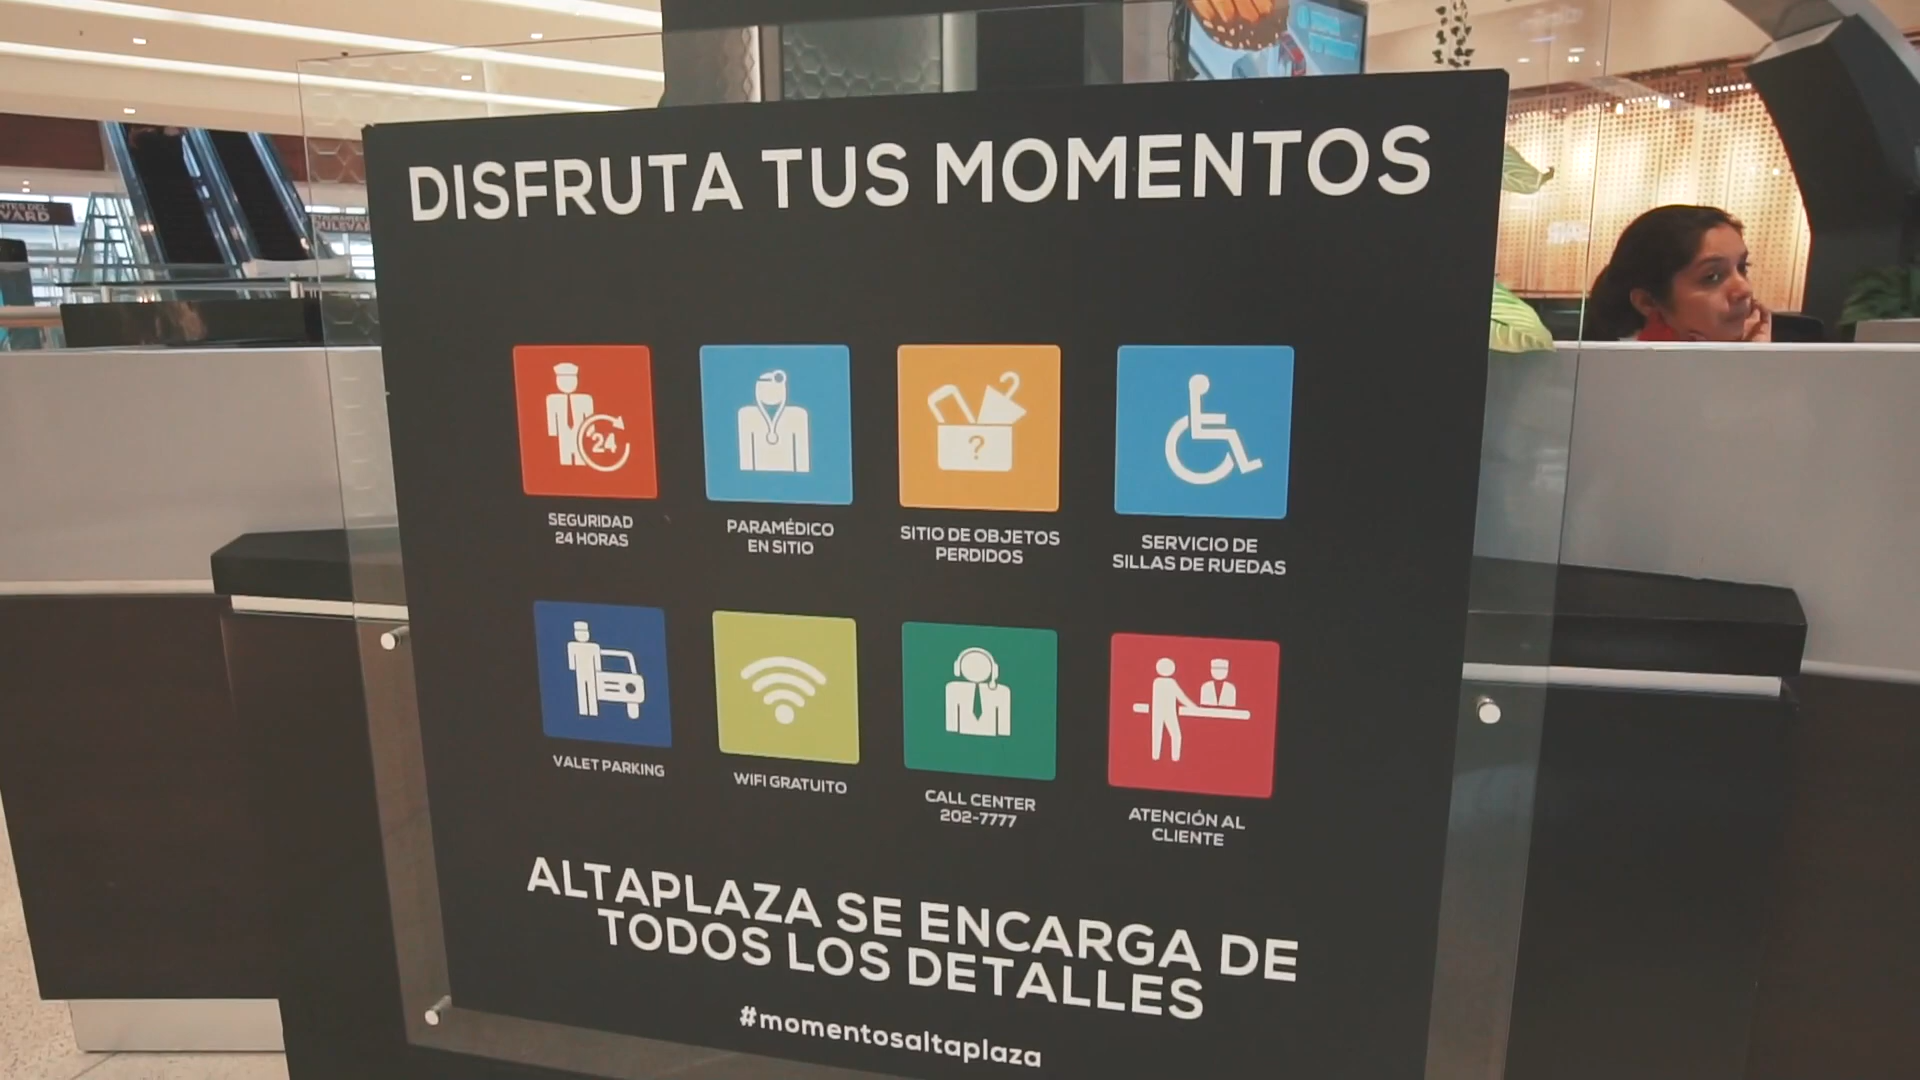 DISFRUTA TUS MOMENTOS
24
?
SEGURIDAD
24 HORAS
PARAMÉDICO
EN SITIO
SITIO DE OBJETOS
PERDIDOS
SERVICIO DE
SILLAS DE RUEDAS
VALET PARKING
WIFI GRATUITO
CALL CENTER
202-7777
ATENCIÓN AL
CLIENTE
ALTAPLAZA SE ENCARGA DE
TODOS LOS DETALLES
#momentosaltaplaza